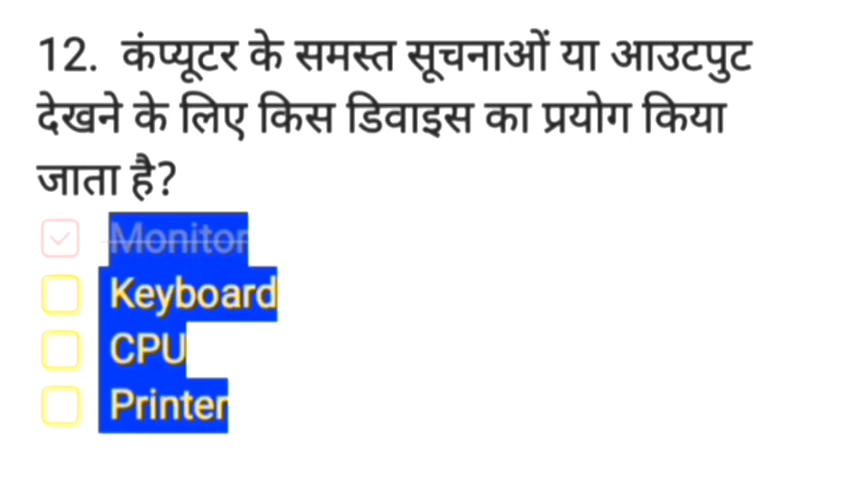 12. कंप्यूटर के समस्त सूचनाओं या आउटपुट
देखने के लिए किस डिवाइस का प्रयोग किया
जाता है?
Monitor
Keyboard
CPU
Printer